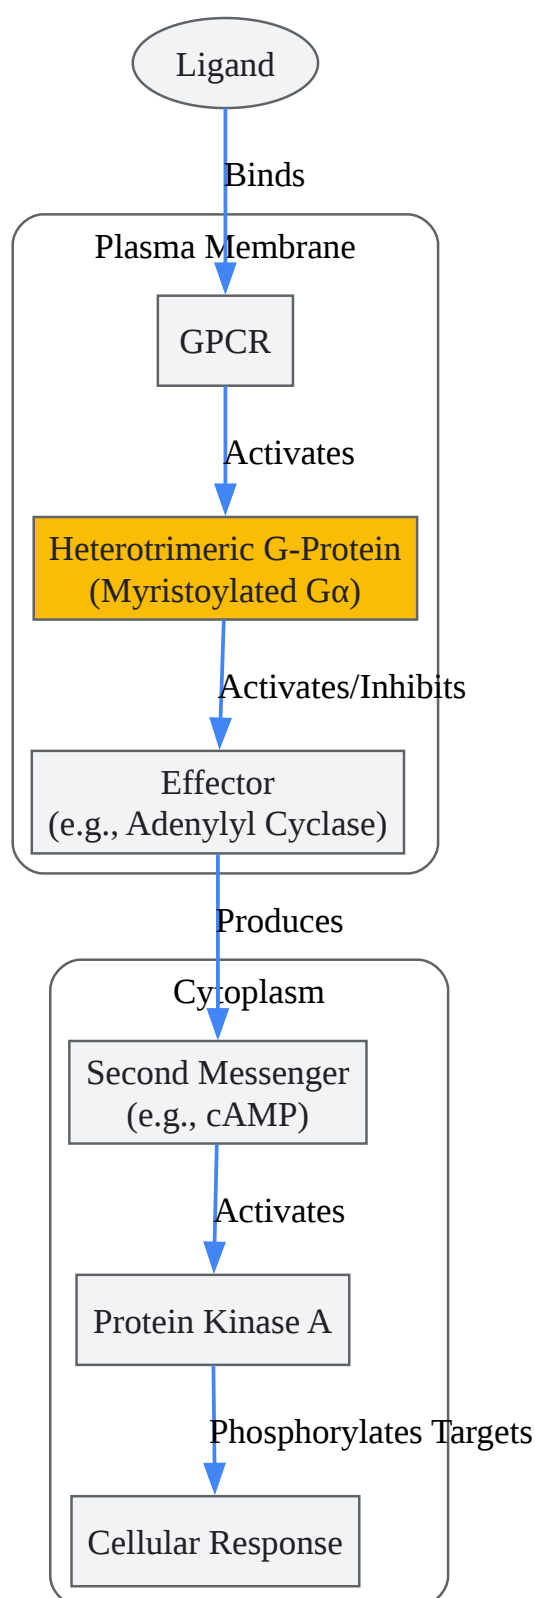 Ligand
Binds
Plasma Membrane
GPCR
Activates
Heterotrimeric G-Protein
(Myristoylated Gα)
Activates/Inhibits
Effector
(e.g., Adenylyl Cyclase)
Produces
Cytoplasm
Second Messenger
(e.g., cAMP)
Activates
Protein Kinase A
Phosphorylates Targets
Cellular Response